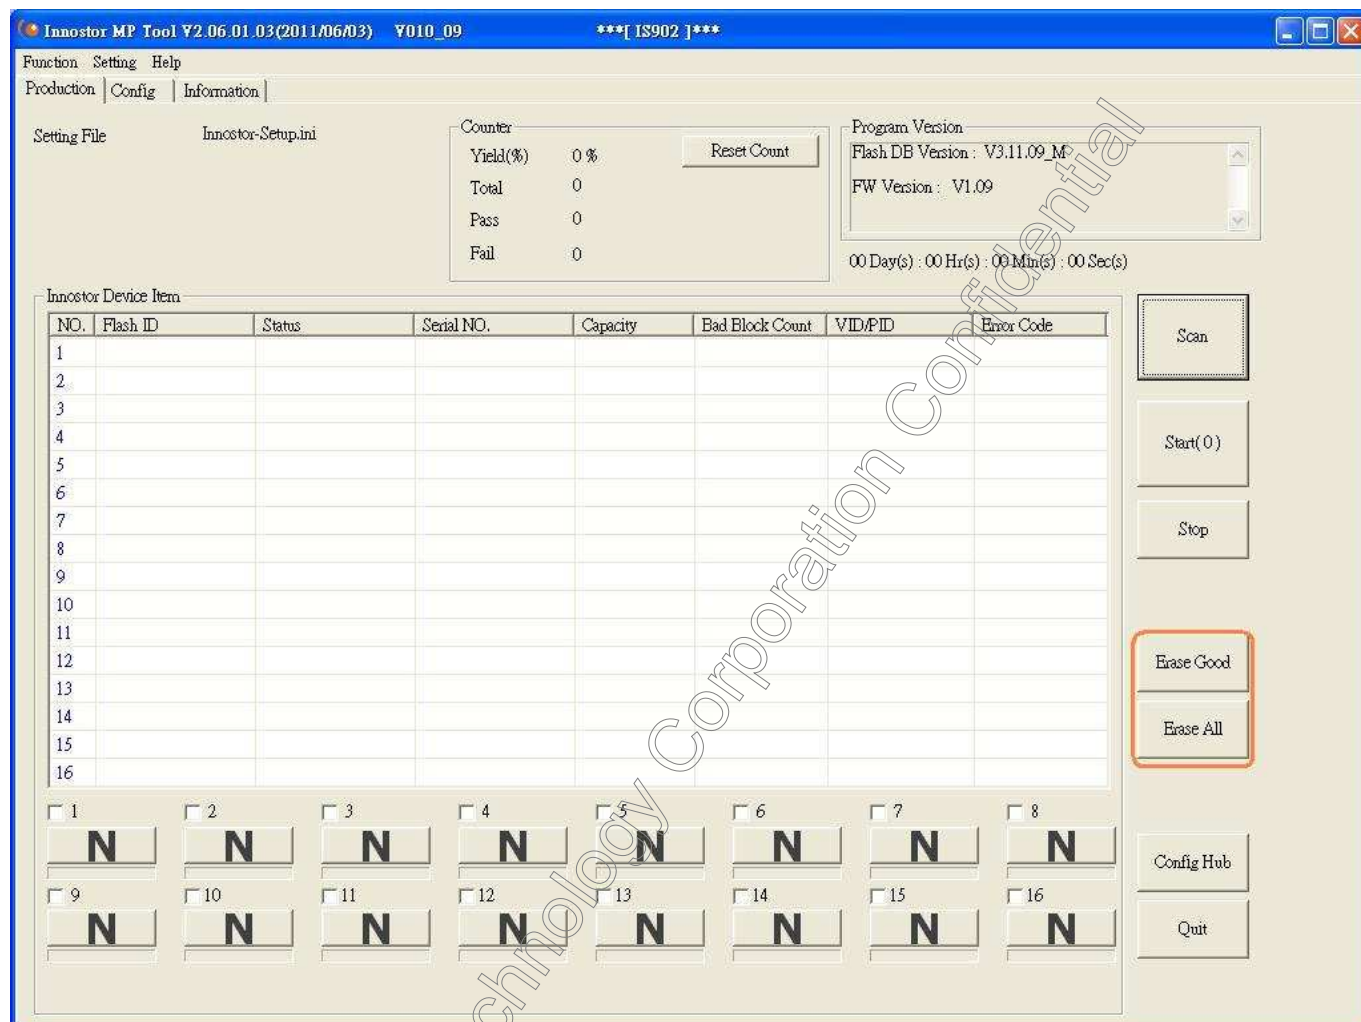 Innostor MP Tool V2.06.01.03(2011/06/03) V010_09 ***[ IS902 ]***
Function Setting Help
Production Config Information
Setting File Innostor-Setup.ini
Counter
Yield(%) 0 %
Reset Count
Total 0
Pass 0
Fail 0
Program Version
Flash DB Version : V3.11.09_M
FW Version : V1.09
00 Day(s) : 00 Hr(s) : 00 Min(s) : 00 Sec(s)
Innostor Device Item
NO. Flash ID Status Serial NO. Capacity Bad Block Count VID/PID Error Code
1
2
3
4
5
6
7
8
9
10
11
12
13
14
15
16
Scan
Start( 0 )
Stop
Erase Good
Erase All
Config Hub
Quit
1 2 3 4 5 6 7 8
N N N N N N N N
9 10 11 12 13 14 15 16
N N N N N N N N
chnology Corporation Confidential